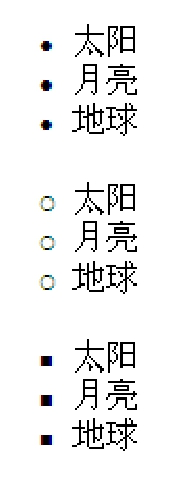 • 太阳
• 月亮
• 地球
○ 太阳
○ 月亮
○ 地球
▪ 太阳
▪ 月亮
▪ 地球